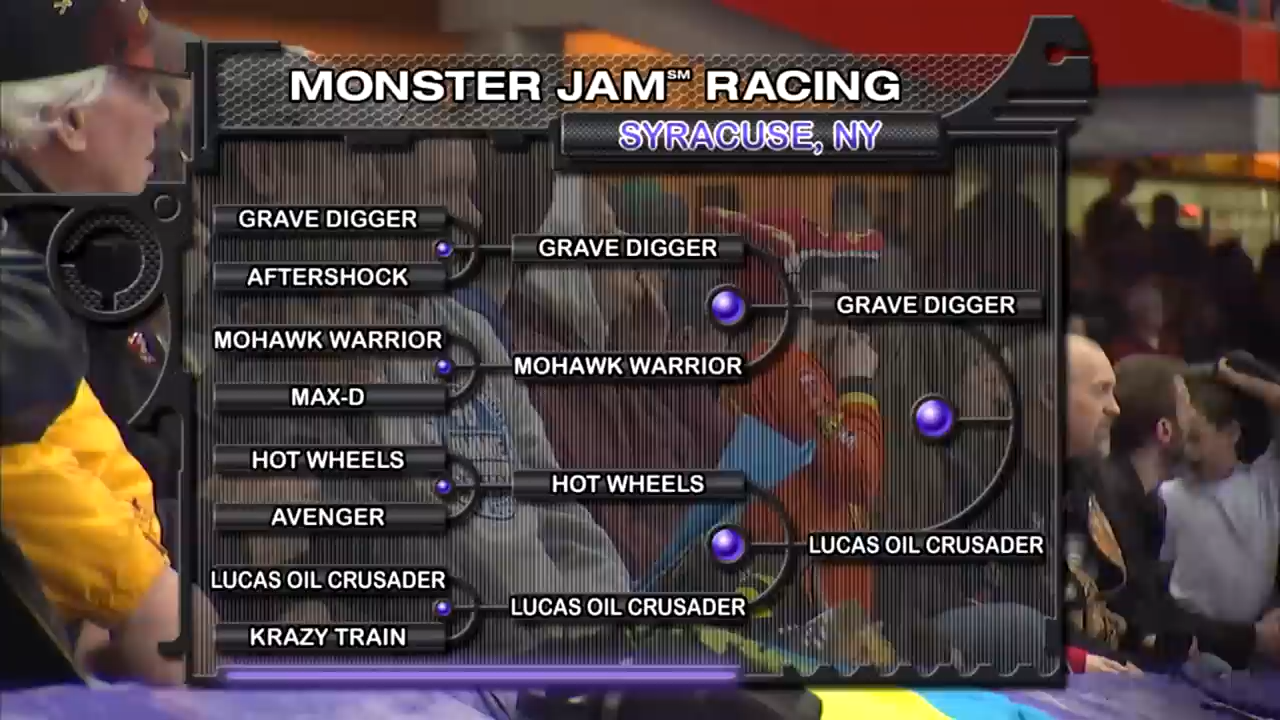 MONSTER JAM℠ RACING
SYRACUSE, NY
GRAVE DIGGER
AFTERSHOCK
MOHAWK WARRIOR
MAX-D
HOT WHEELS
AVENGER
LUCAS OIL CRUSADER
KRAZY TRAIN
GRAVE DIGGER
MOHAWK WARRIOR
HOT WHEELS
LUCAS OIL CRUSADER
GRAVE DIGGER
LUCAS OIL CRUSADER